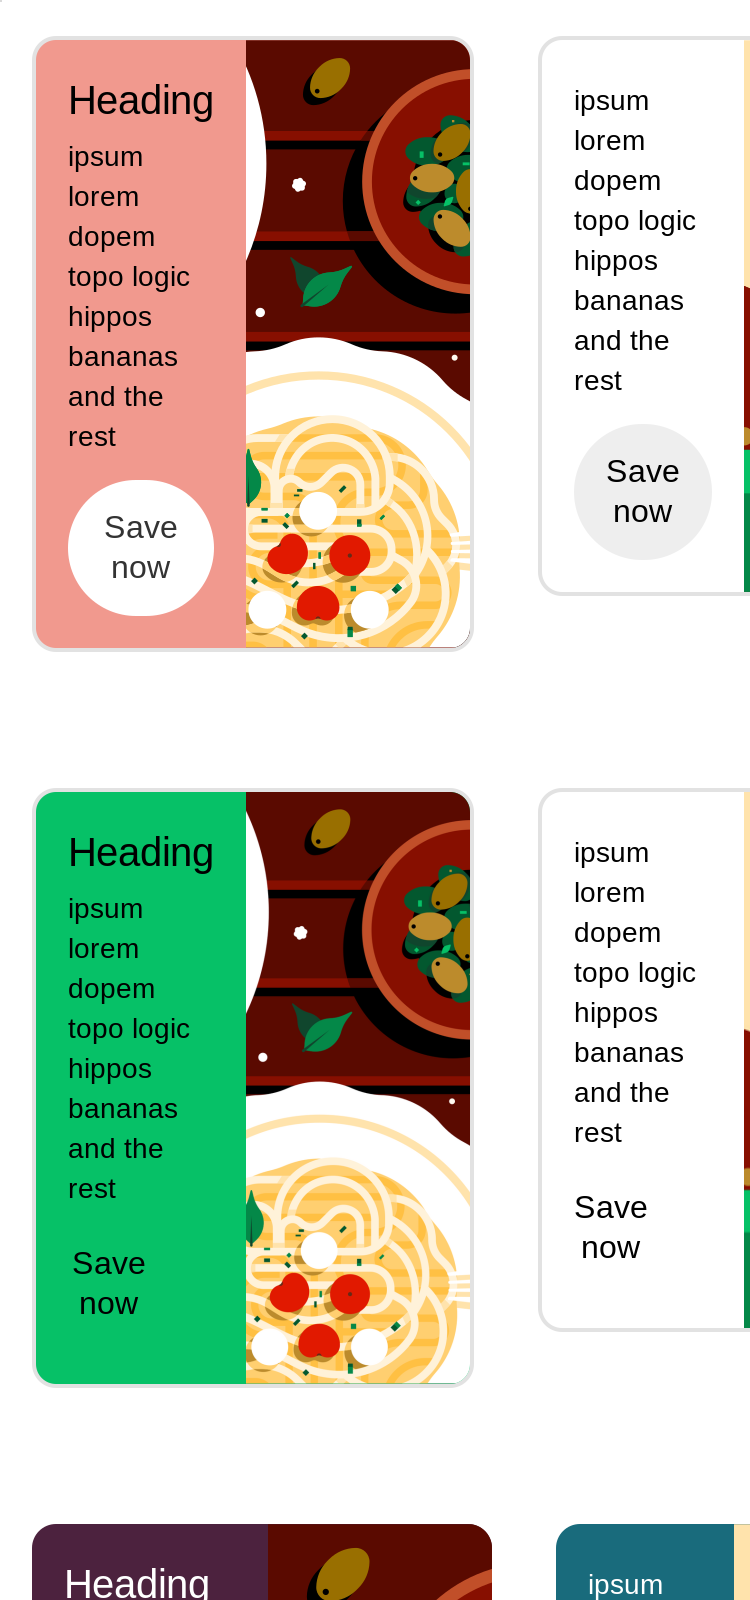 Heading
ipsum
lorem
dopem
topo logic
hippos
bananas
and the
rest
Save
now
ipsum
lorem
dopem
topo logic
hippos
bananas
and the
rest
Save
now
Heading
ipsum
lorem
dopem
topo logic
hippos
bananas
and the
rest
Save
now
ipsum
lorem
dopem
topo logic
hippos
bananas
and the
rest
Save
now
Heading
ipsum